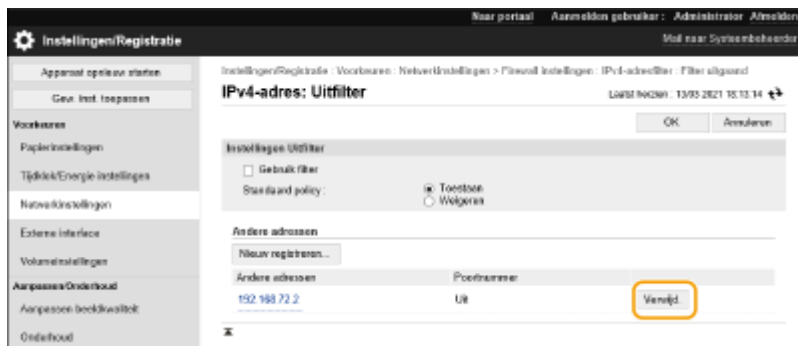 Naar portaal Aanmelden gebruiker: Administrator Afmelden
Instellingen/Registratie
Mail naar Systeembeheerder
Apparaat opnieuw starten
Gew. Inst. toepassen
Voorkeuren
Papierinstellingen
Tijdklok/Energie instellingen
Netwerkinstellingen
Externe interface
Volumeinstellingen
Aanpassen/Onderhoud
Aanpassen beeldkwaliteit
Onderhoud
Instellingen/Registratie : Voorkeuren : Netwerkinstellingen > Firewall instellingen : IPv4-adresfilter : Filter uitgaand
IPv4-adres: Uitfilter
Laatst herzien : 13/03 2021 18:13:14
OK Annuleren
Instellingen Uitfilter
Gebruik filter
Standaard policy :
Toestaan
Weigeren
Andere adressen
Nieuw registreren...
Andere adressen Poortnummer
192.168.72.2 Uit Verwijd.